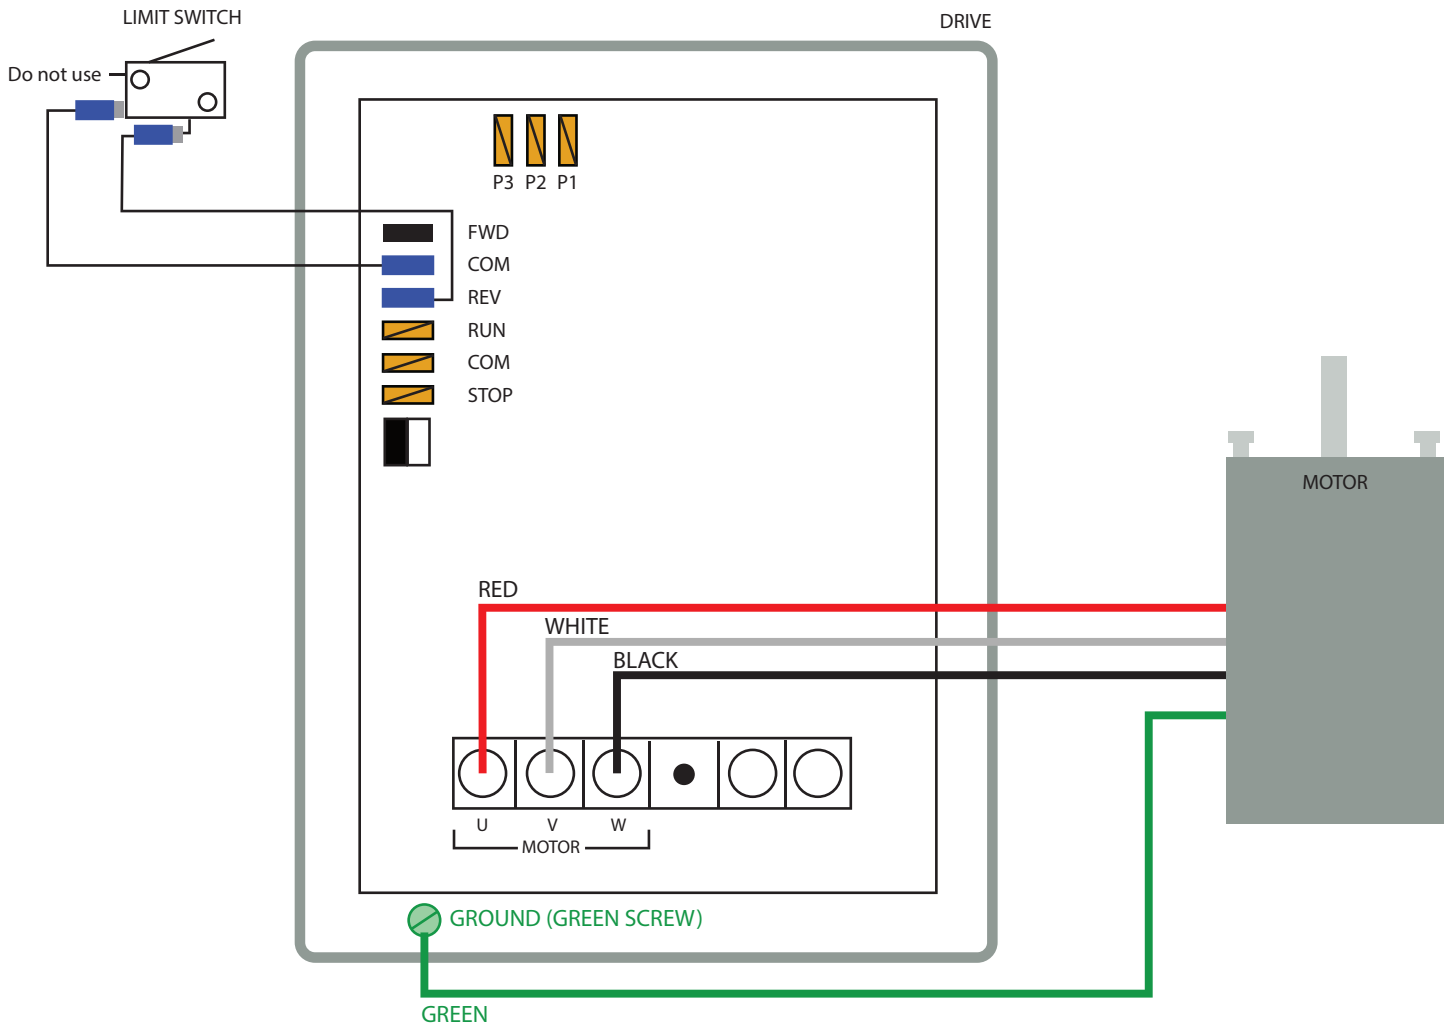 LIMIT SWITCH
DRIVE
Do not use
P3 P2 P1
FWD
COM
REV
RUN
COM
STOP
MOTOR
RED
WHITE
BLACK
U V W
MOTOR
GROUND (GREEN SCREW)
GREEN